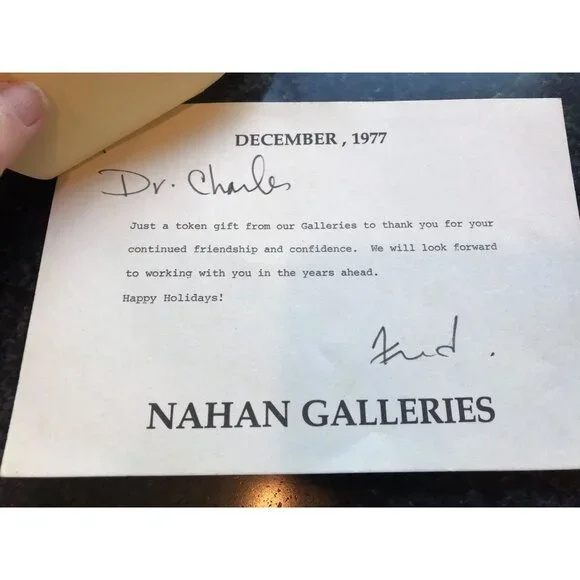 DECEMBER , 1977
Dr. Charles
Just a token gift from our Galleries to thank you for your
continued friendship and confidence. We will look forward
to working with you in the years ahead.
Happy Holidays!
Fred.
NAHAN GALLERIES